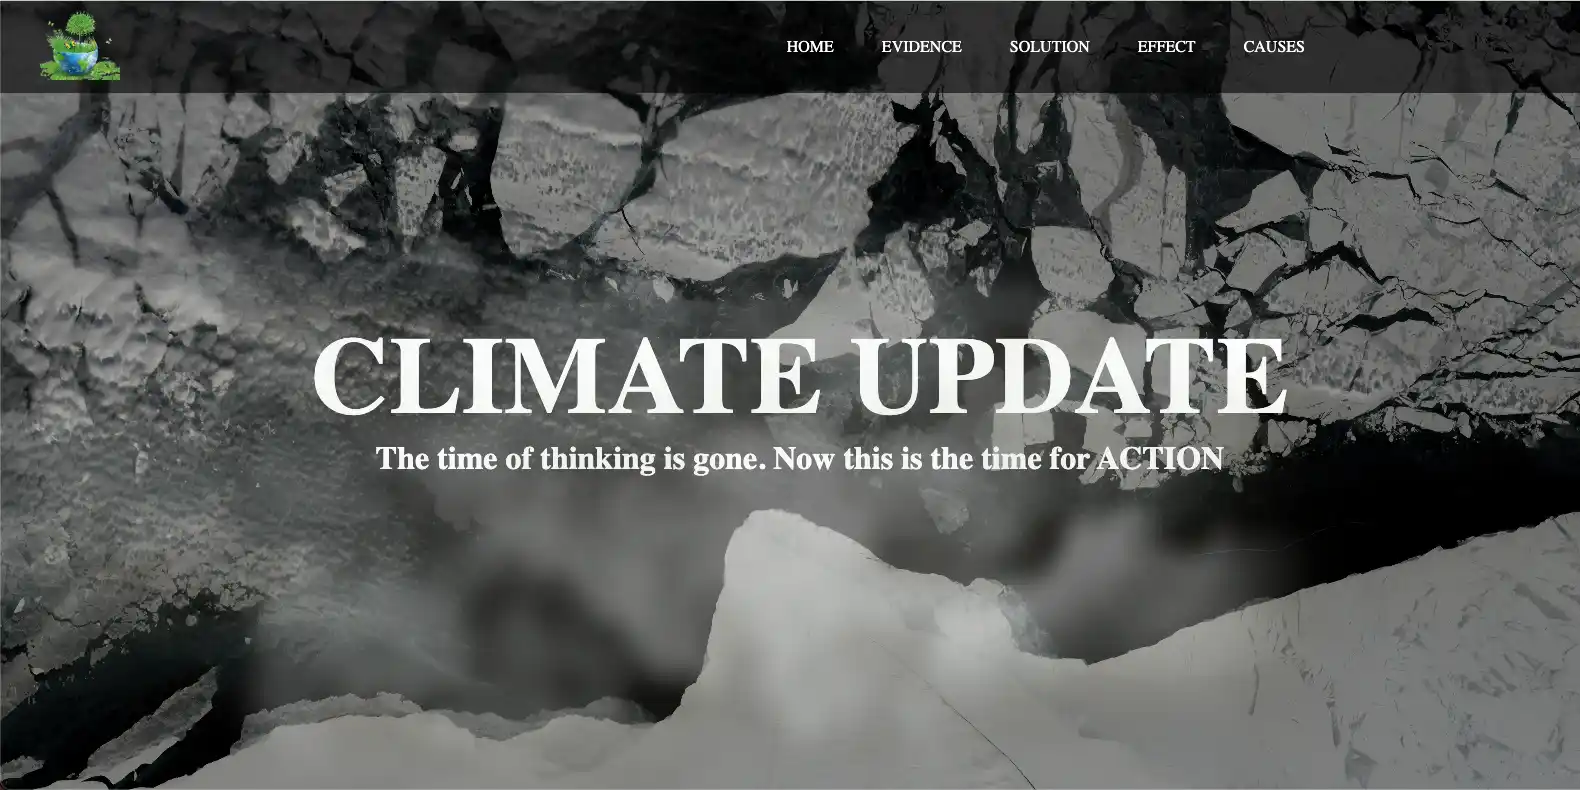 HOME EVIDENCE SOLUTION EFFECT CAUSES
CLIMATE UPDATE
The time of thinking is gone. Now this is the time for ACTION